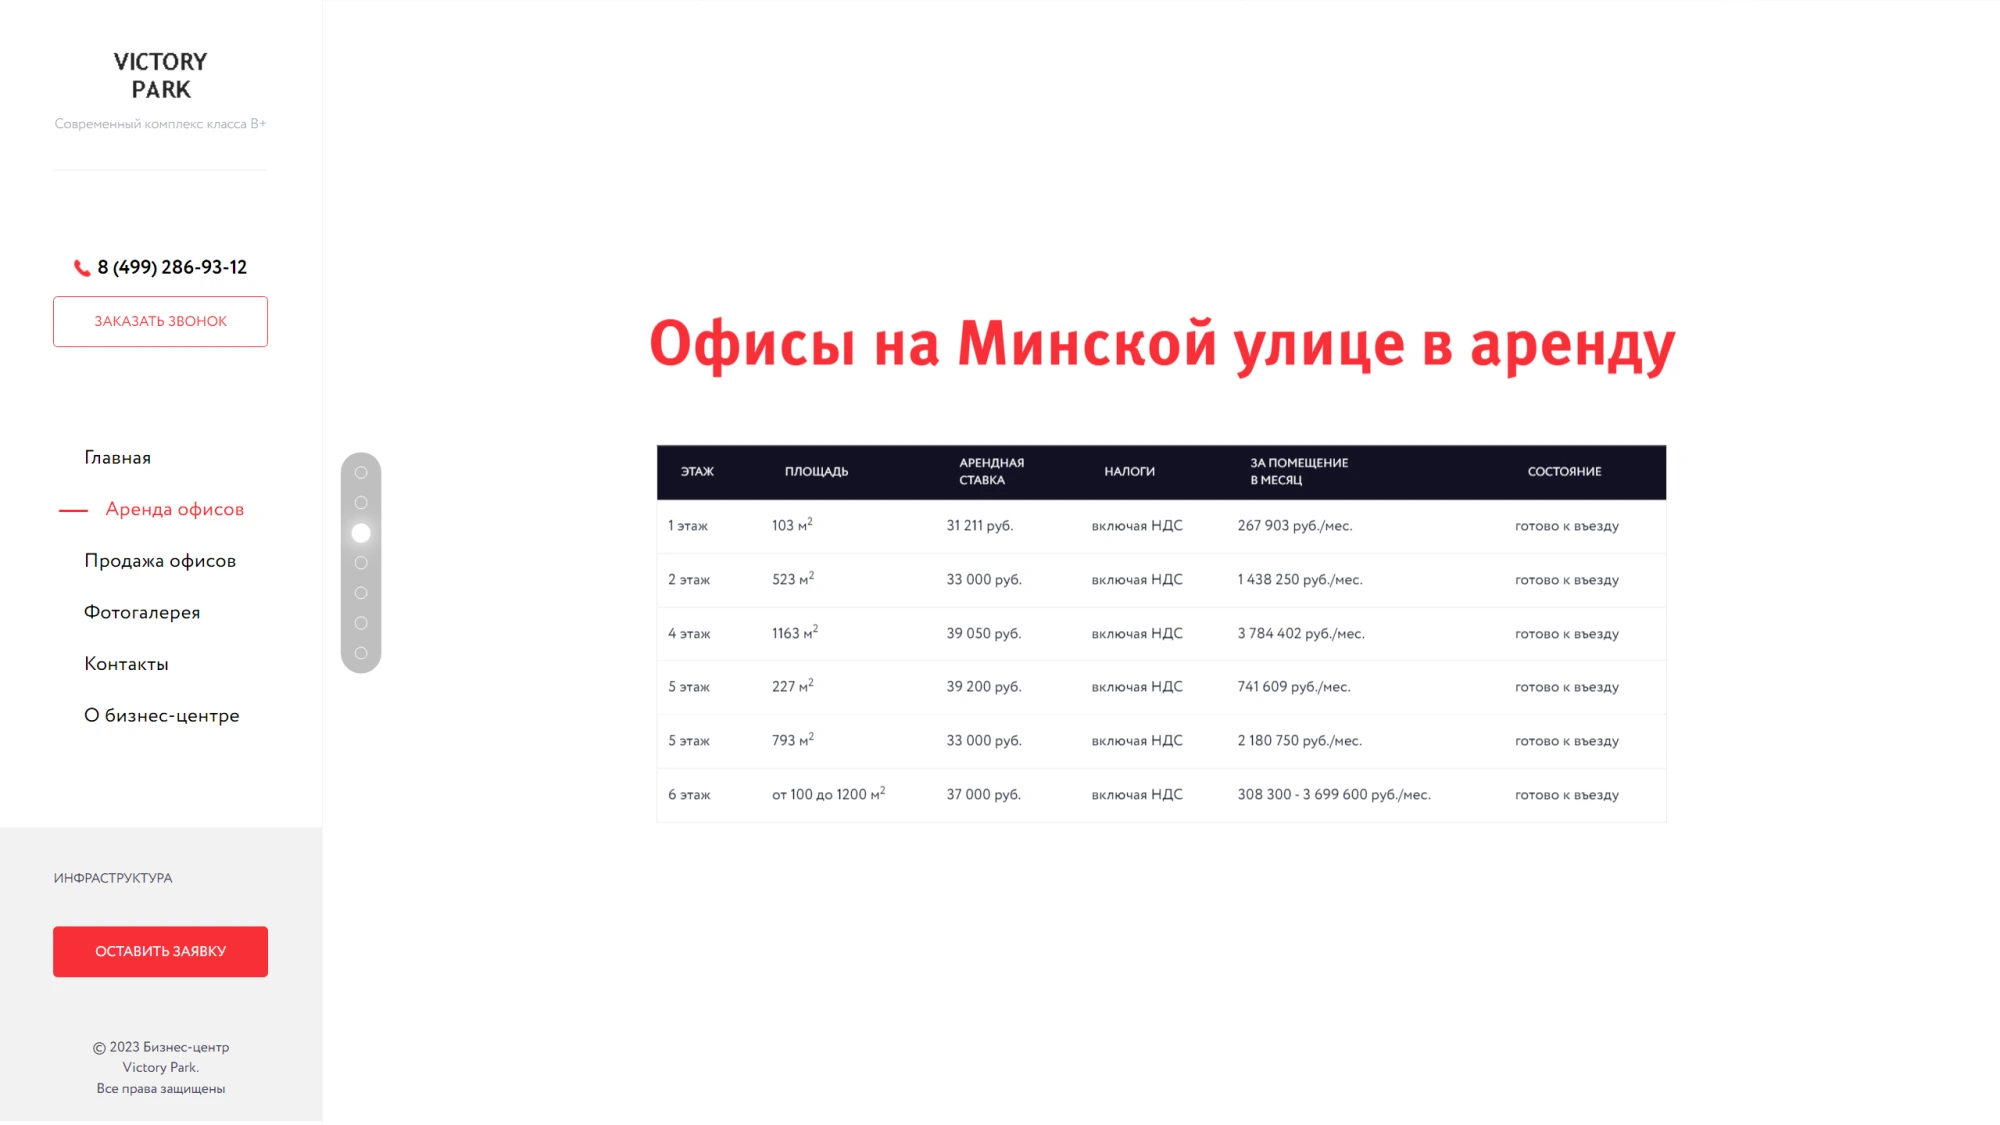 VICTORY
PARK
Современный комплекс класса В+
8 (499) 286-93-12
ЗАКАЗАТЬ ЗВОНОК
Главная
Аренда офисов
Продажа офисов
Фотогалерея
Контакты
О бизнес-центре
ИНФРАСТРУКТУРА
ОСТАВИТЬ ЗАЯВКУ
© 2023 Бизнес-центр
Victory Park.
Все права защищены
Офисы на Минской улице в аренду
ЭТАЖ ПЛОЩАДЬ АРЕНДНАЯ СТАВКА НАЛОГИ ЗА ПОМЕЩЕНИЕ В МЕСЯЦ СОСТОЯНИЕ
1 этаж 103 м² 31 211 руб. включая НДС 267 903 руб./мес. готово к въезду
2 этаж 523 м² 33 000 руб. включая НДС 1 438 250 руб./мес. готово к въезду
4 этаж 1163 м² 39 050 руб. включая НДС 3 784 402 руб./мес. готово к въезду
5 этаж 227 м² 39 200 руб. включая НДС 741 609 руб./мес. готово к въезду
5 этаж 793 м² 33 000 руб. включая НДС 2 180 750 руб./мес. готово к въезду
6 этаж от 100 до 1200 м² 37 000 руб. включая НДС 308 300 - 3 699 600 руб./мес. готово к въезду